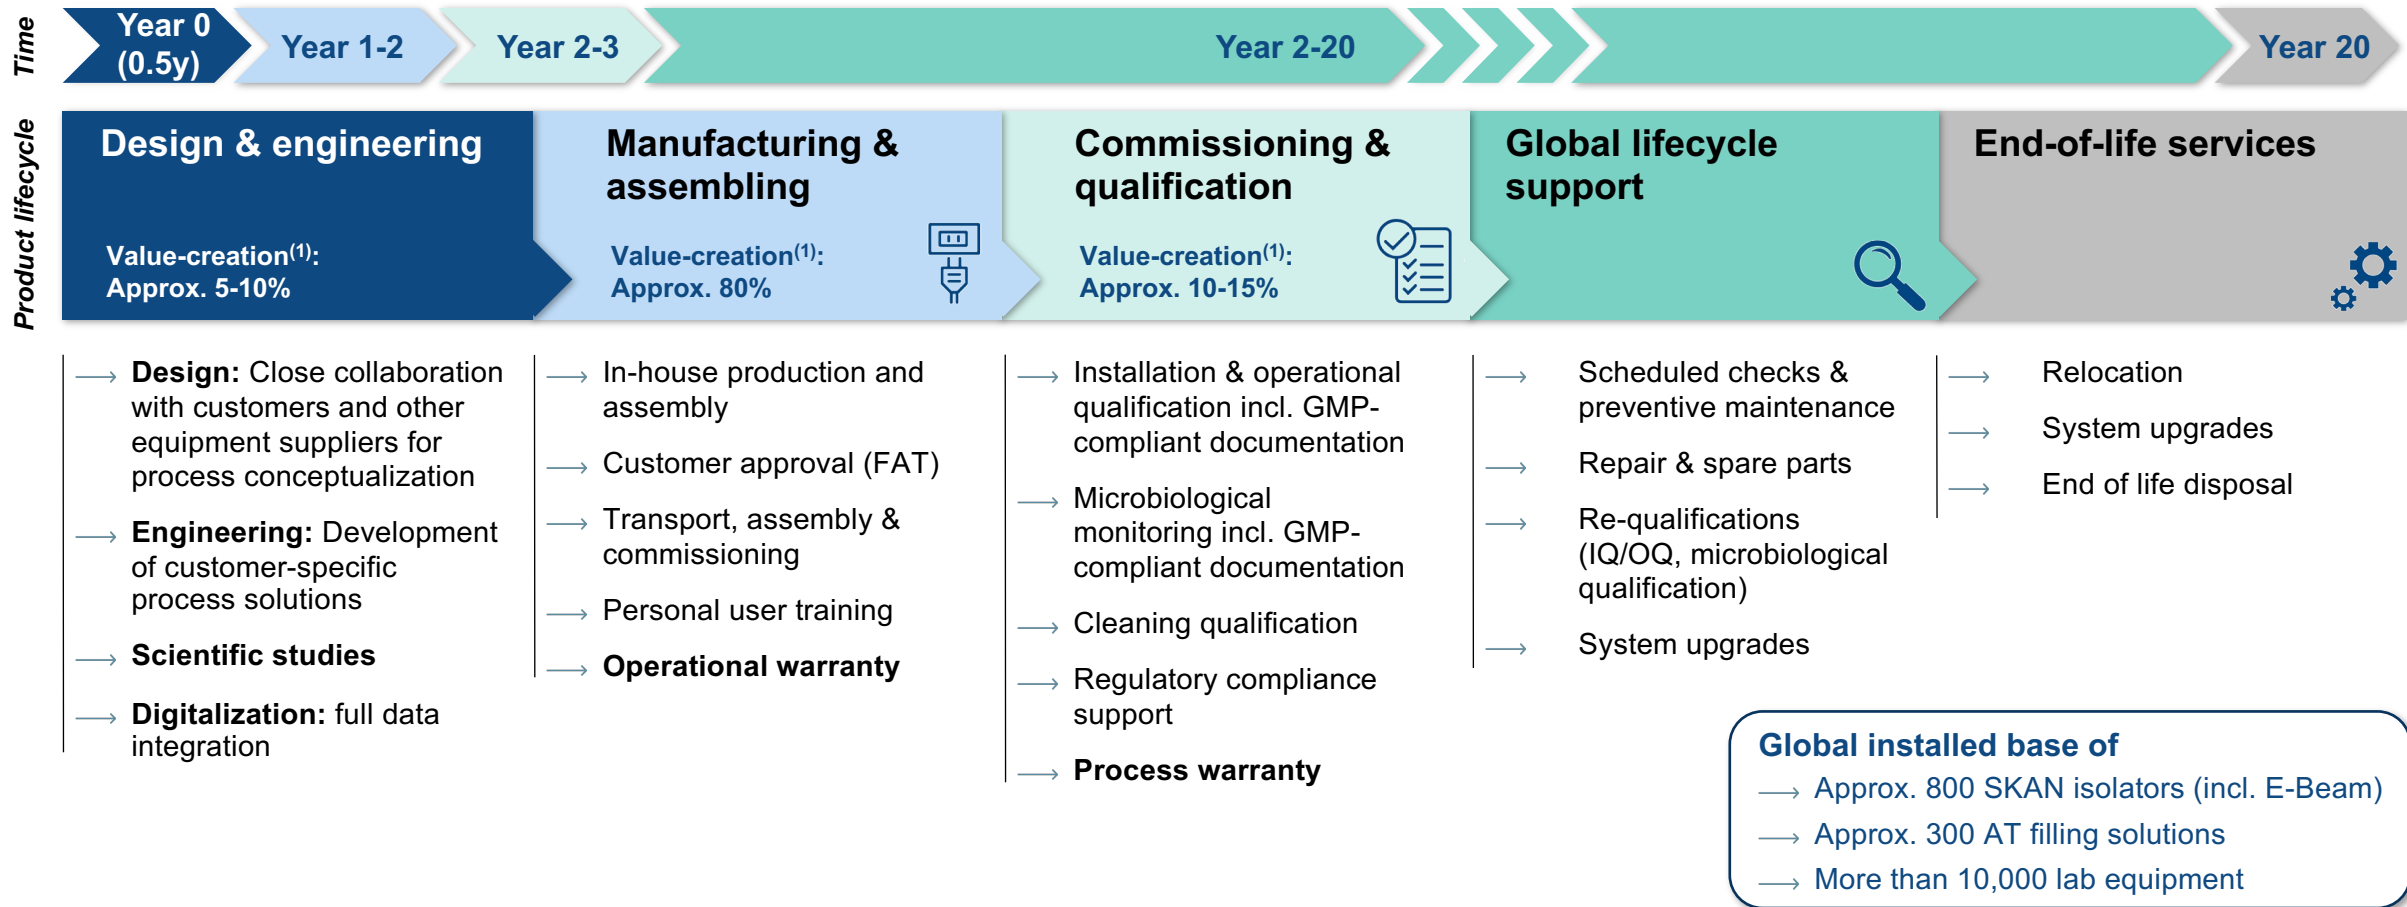 Time
Year 0
(0.5y)
Year 1-2
Year 2-3
Year 2-20
Year 20
Product lifecycle
Design & engineering
Value-creation(1):
Approx. 5-10%
Manufacturing &
assembling
Value-creation(1):
Approx. 80%
Commissioning &
qualification
Value-creation(1):
Approx. 10-15%
Global lifecycle
support
End-of-life services
Design: Close collaboration
with customers and other
equipment suppliers for
process conceptualization
Engineering: Development
of customer-specific
process solutions
Scientific studies
Digitalization: full data
integration
In-house production and
assembly
Customer approval (FAT)
Transport, assembly &
commissioning
Personal user training
Operational warranty
Installation & operational
qualification incl. GMP-
compliant documentation
Microbiological
monitoring incl. GMP-
compliant documentation
Cleaning qualification
Regulatory compliance
support
Process warranty
Scheduled checks &
preventive maintenance
Repair & spare parts
Re-qualifications
(IQ/OQ, microbiological
qualification)
System upgrades
Relocation
System upgrades
End of life disposal
Global installed base of
Approx. 800 SKAN isolators (incl. E-Beam)
Approx. 300 AT filling solutions
More than 10,000 lab equipment